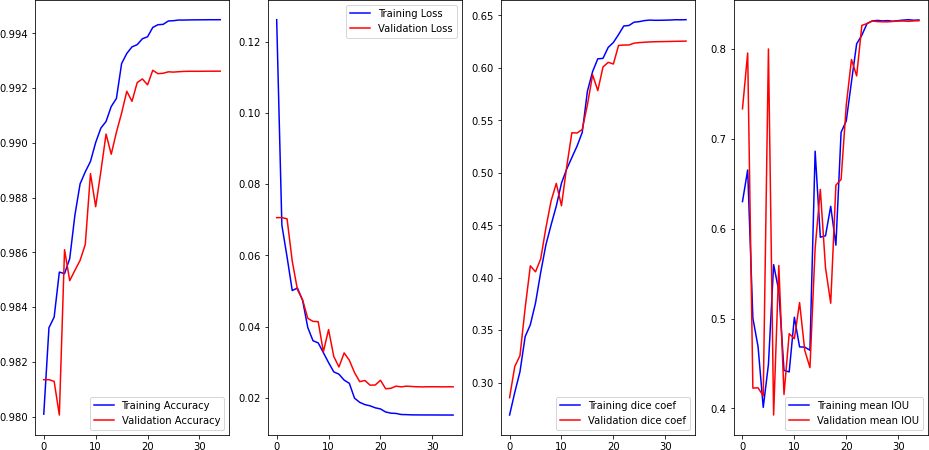 0.994
0.992
0.990
0.988
0.986
0.984
0.982
0.980
0 10 20 30
Training Accuracy
Validation Accuracy
Training Loss
Validation Loss
0.12
0.10
0.08
0.06
0.04
0.02
0 10 20 30
0.65
0.60
0.55
0.50
0.45
0.40
0.35
0.30
0 10 20 30
Training dice coef
Validation dice coef
0.8
0.7
0.6
0.5
0.4
0 10 20 30
Training mean IOU
Validation mean IOU